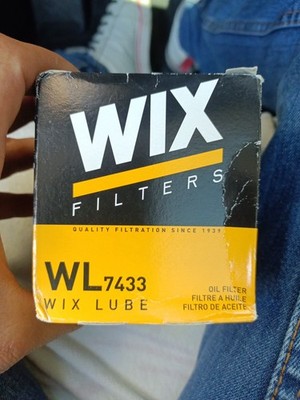 WIX
FILTERS
QUALITY FILTRATION SINCE 1939
WL7433
WIX LUBE
OIL FILTER
FILTRE A HUILE
FILTRO DE ACEITE